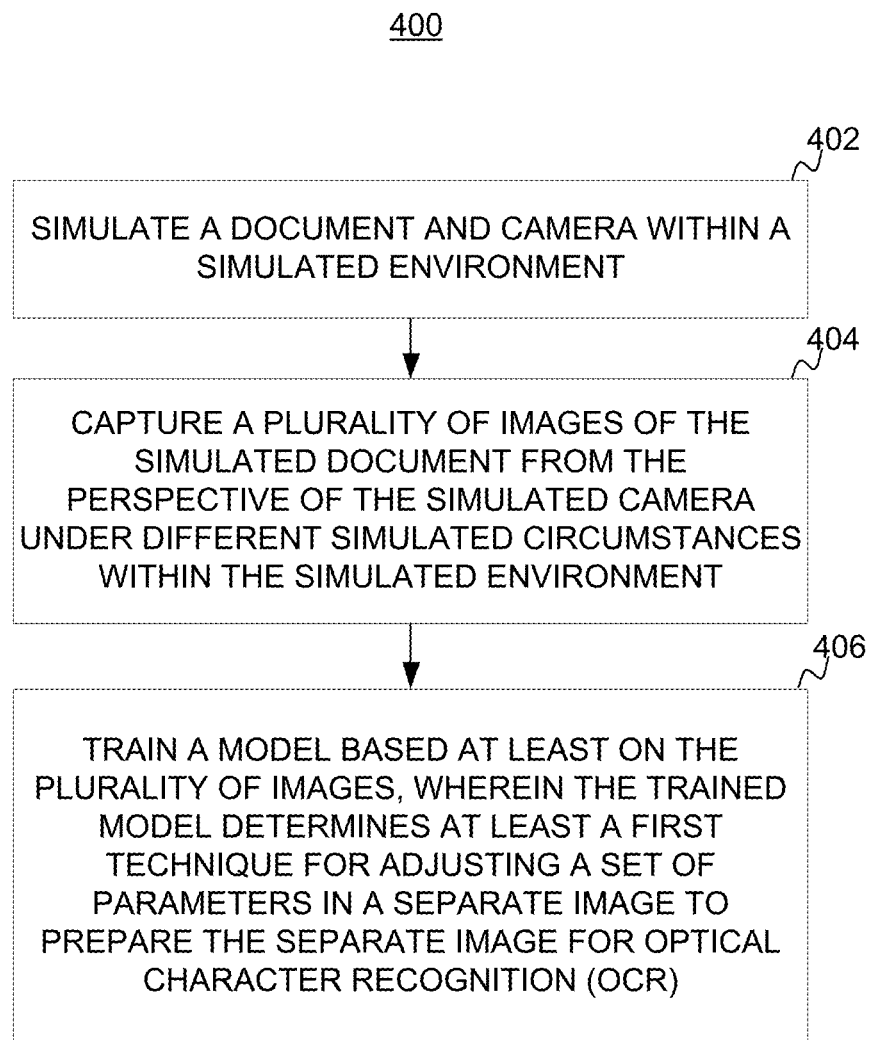 400
402
SIMULATE A DOCUMENT AND CAMERA WITHIN A
SIMULATED ENVIRONMENT
404
CAPTURE A PLURALITY OF IMAGES OF THE
SIMULATED DOCUMENT FROM THE
PERSPECTIVE OF THE SIMULATED CAMERA
UNDER DIFFERENT SIMULATED CIRCUMSTANCES
WITHIN THE SIMULATED ENVIRONMENT
406
TRAIN A MODEL BASED AT LEAST ON THE
PLURALITY OF IMAGES, WHEREIN THE TRAINED
MODEL DETERMINES AT LEAST A FIRST
TECHNIQUE FOR ADJUSTING A SET OF
PARAMETERS IN A SEPARATE IMAGE TO
PREPARE THE SEPARATE IMAGE FOR OPTICAL
CHARACTER RECOGNITION (OCR)